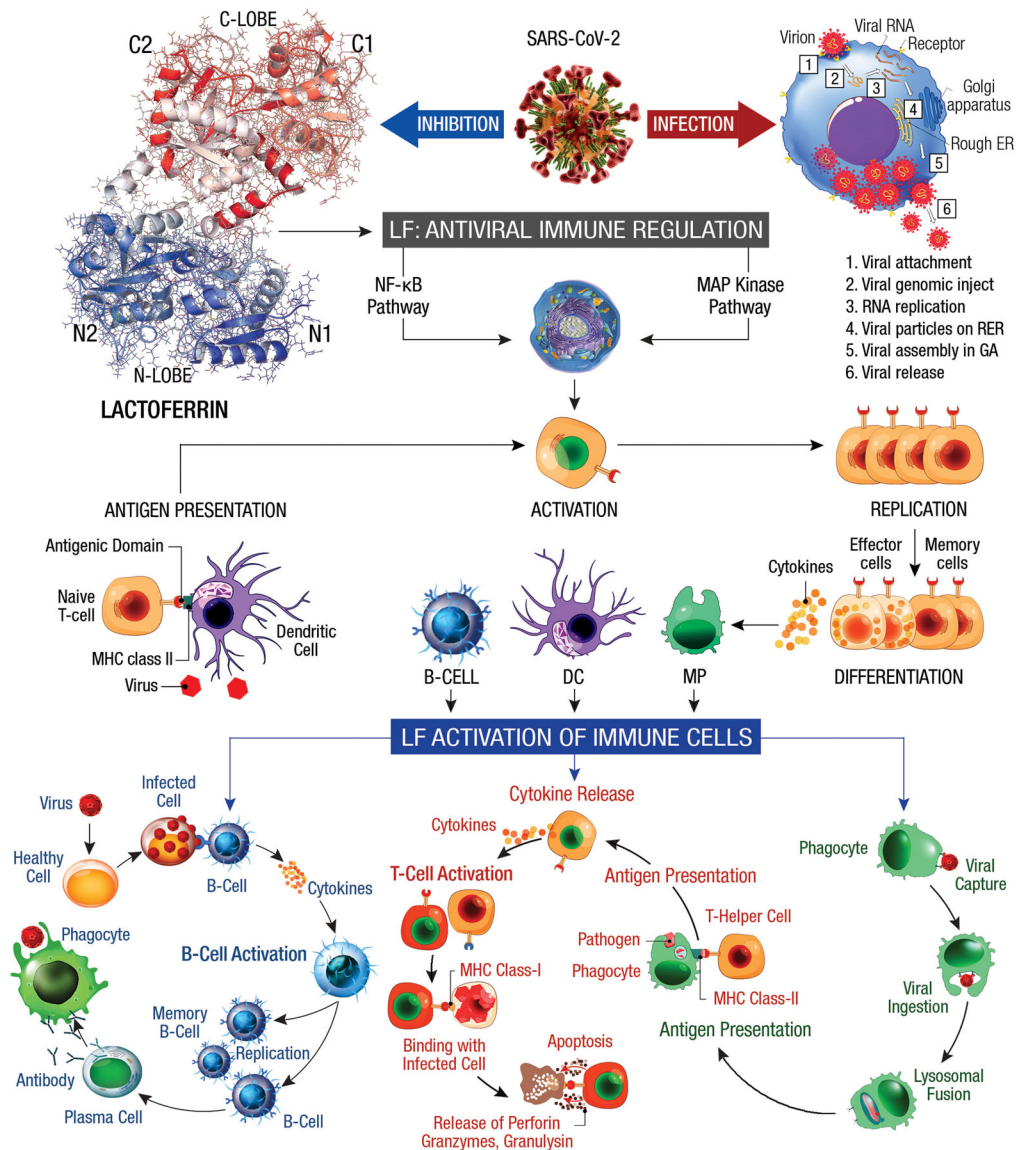 C-LOBE
C2
C1
N2
N1
N-LOBE
LACTOFERRIN
SARS-CoV-2
INHIBITION
INFECTION
Virion
Viral RNA
Receptor
Golgi
apparatus
Rough ER
1
2
3
4
5
6
1. Viral attachment
2. Viral genomic inject
3. RNA replication
4. Viral particles on RER
5. Viral assembly in GA
6. Viral release
LF: ANTIVIRAL IMMUNE REGULATION
NF-κB
Pathway
MAP Kinase
Pathway
ANTIGEN PRESENTATION
ACTIVATION
REPLICATION
Antigenic Domain
Naive
T-cell
MHC class II
Dendritic
Cell
Virus
Effector
cells
Memory
cells
Cytokines
DIFFERENTIATION
B-CELL
DC
MP
LF ACTIVATION OF IMMUNE CELLS
Virus
Infected
Cell
Healthy
Cell
B-Cell
Cytokines
Phagocyte
B-Cell Activation
Memory
B-Cell
Replication
Antibody
Plasma Cell
B-Cell
Cytokine Release
Cytokines
T-Cell Activation
MHC Class-I
Binding with
Infected Cell
Apoptosis
Release of Perforin
Granzymes, Granulysin
Antigen Presentation
T-Helper Cell
Pathogen
Phagocyte
MHC Class-II
Antigen Presentation
Phagocyte
Viral
Capture
Viral
Ingestion
Lysosomal
Fusion